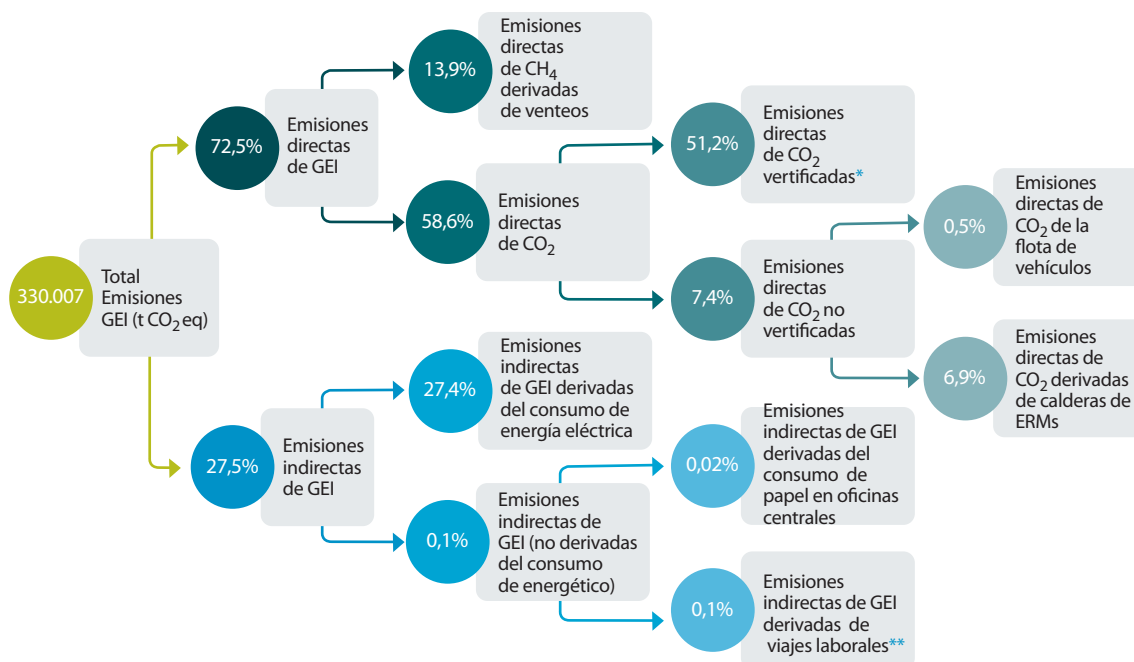 330.007
Total
Emisiones
GEI (t CO₂ eq)
72,5%
Emisiones
directas
de GEI
13,9%
Emisiones
directas
de CH₄
derivadas
de venteos
58,6%
Emisiones
directas
de CO₂
51,2%
Emisiones
directas
de CO₂
vertificadas*
7,4%
Emisiones
directas
de CO₂ no
vertificadas
0,5%
Emisiones
directas de
CO₂ de la
flota de
vehículos
6,9%
Emisiones
directas de
CO₂ derivadas
de calderas de
ERMs
27,5%
Emisiones
indirectas
de GEI
27,4%
Emisiones
indirectas
de GEI derivadas
del consumo de
energía eléctrica
0,1%
Emisiones
indirectas de
GEI (no derivadas
del consumo
de energético)
0,02%
Emisiones
indirectas de GEI
derivadas del
consumo de
papel en oficinas
centrales
0,1%
Emisiones
indirectas de GEI
derivadas de
viajes laborales**